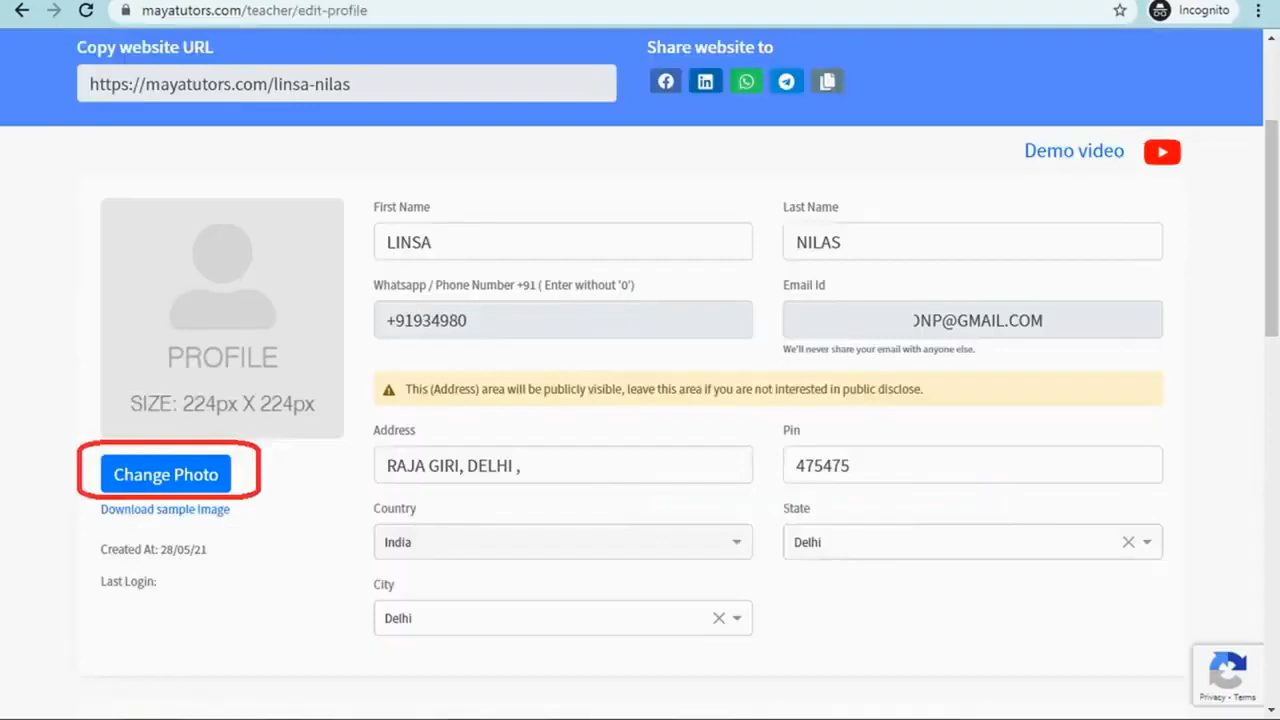 mayatutors.com/teacher/edit-profile
Incognito
Copy website URL
Share website to
https://mayatutors.com/linsa-nilas
Demo video
PROFILE
SIZE: 224px X 224px
Change Photo
Download sample Image
Created At: 28/05/21
Last Login:
First Name
Last Name
LINSA
NILAS
Whatsapp / Phone Number +91 ( Enter without '0')
Email Id
+91934980
NP@GMAIL.COM
We'll never share your email with anyone else.
This (Address) area will be publicly visible, leave this area if you are not interested in public disclose.
Address
Pin
RAJA GIRI, DELHI ,
475475
Country
State
India
Delhi
City
Delhi
Privacy - Terms